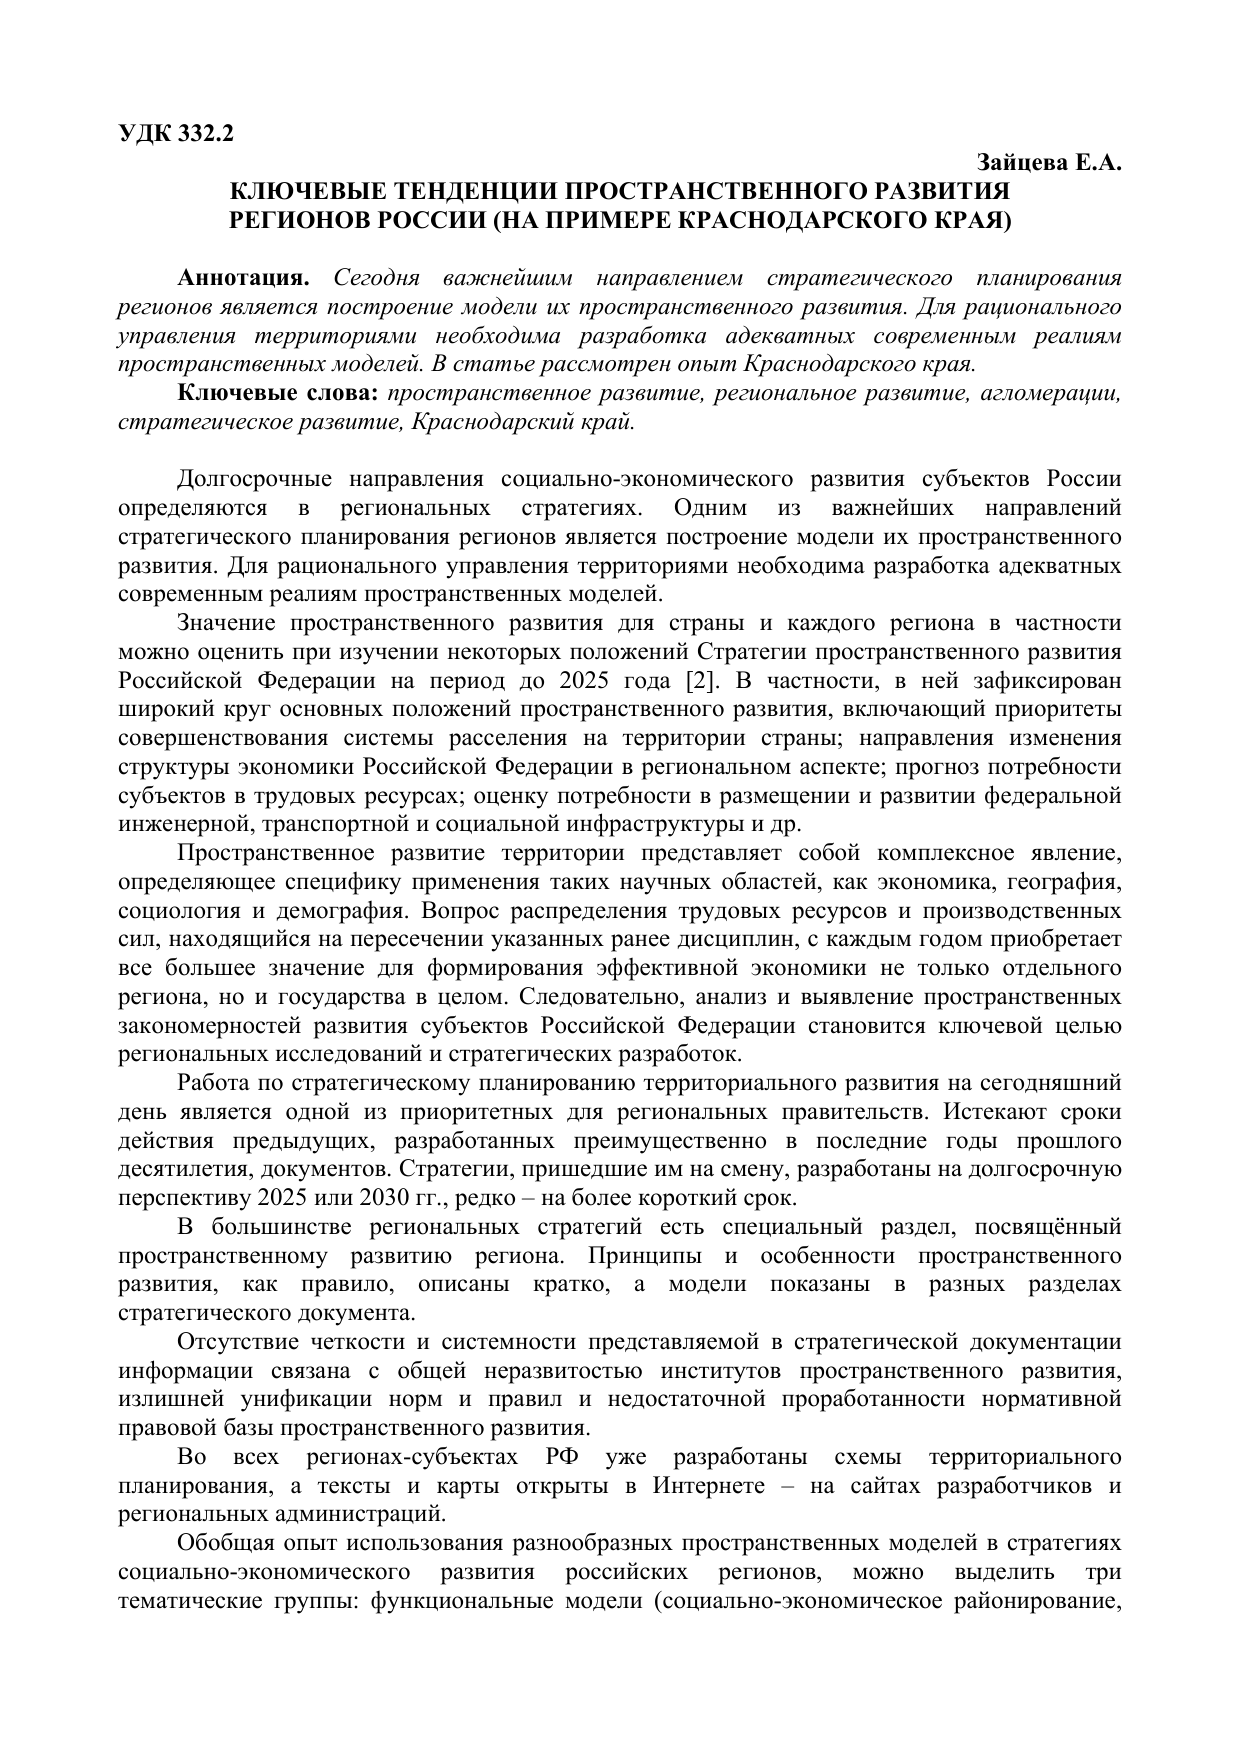 УДК 332.2
Зайцева Е.А.
КЛЮЧЕВЫЕ ТЕНДЕНЦИИ ПРОСТРАНСТВЕННОГО РАЗВИТИЯ
РЕГИОНОВ РОССИИ (НА ПРИМЕРЕ КРАСНОДАРСКОГО КРАЯ)
Аннотация. Сегодня важнейшим направлением стратегического планирования
регионов является построение модели их пространственного развития. Для рационального
управления территориями необходима разработка адекватных современным реалиям
пространственных моделей. В статье рассмотрен опыт Краснодарского края.
Ключевые слова: пространственное развитие, региональное развитие, агломерации,
стратегическое развитие, Краснодарский край.
Долгосрочные направления социально-экономического развития субъектов России
определяются в региональных стратегиях. Одним из важнейших направлений
стратегического планирования регионов является построение модели их пространственного
развития. Для рационального управления территориями необходима разработка адекватных
современным реалиям пространственных моделей.
Значение пространственного развития для страны и каждого региона в частности
можно оценить при изучении некоторых положений Стратегии пространственного развития
Российской Федерации на период до 2025 года [2]. В частности, в ней зафиксирован
широкий круг основных положений пространственного развития, включающий приоритеты
совершенствования системы расселения на территории страны; направления изменения
структуры экономики Российской Федерации в региональном аспекте; прогноз потребности
субъектов в трудовых ресурсах; оценку потребности в размещении и развитии федеральной
инженерной, транспортной и социальной инфраструктуры и др.
Пространственное развитие территории представляет собой комплексное явление,
определяющее специфику применения таких научных областей, как экономика, география,
социология и демография. Вопрос распределения трудовых ресурсов и производственных
сил, находящийся на пересечении указанных ранее дисциплин, с каждым годом приобретает
все большее значение для формирования эффективной экономики не только отдельного
региона, но и государства в целом. Следовательно, анализ и выявление пространственных
закономерностей развития субъектов Российской Федерации становится ключевой целью
региональных исследований и стратегических разработок.
Работа по стратегическому планированию территориального развития на сегодняшний
день является одной из приоритетных для региональных правительств. Истекают сроки
действия предыдущих, разработанных преимущественно в последние годы прошлого
десятилетия, документов. Стратегии, пришедшие им на смену, разработаны на долгосрочную
перспективу 2025 или 2030 гг., редко – на более короткий срок.
В большинстве региональных стратегий есть специальный раздел, посвящённый
пространственному развитию региона. Принципы и особенности пространственного
развития, как правило, описаны кратко, а модели показаны в разных разделах
стратегического документа.
Отсутствие четкости и системности представляемой в стратегической документации
информации связана с общей неразвитостью институтов пространственного развития,
излишней унификации норм и правил и недостаточной проработанности нормативной
правовой базы пространственного развития.
Во всех регионах-субъектах РФ уже разработаны схемы территориального
планирования, а тексты и карты открыты в Интернете – на сайтах разработчиков и
региональных администраций.
Обобщая опыт использования разнообразных пространственных моделей в стратегиях
социально-экономического развития российских регионов, можно выделить три
тематические группы: функциональные модели (социально-экономическое районирование,